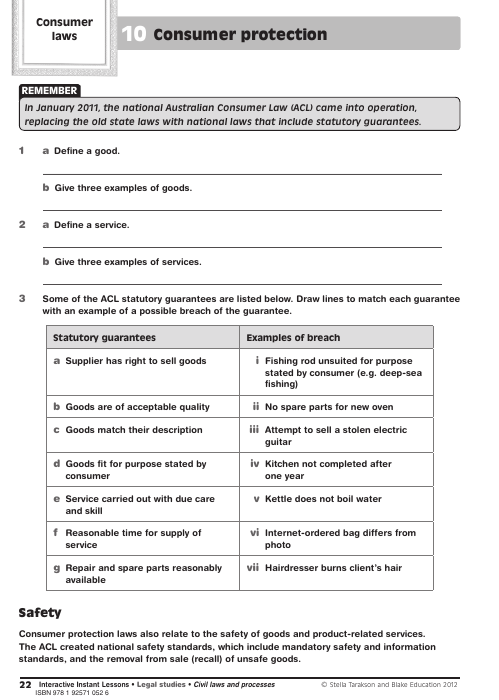 Consumer
laws
10 Consumer protection
REMEMBER
In January 2011, the national Australian Consumer Law (ACL) came into operation,
replacing the old state laws with national laws that include statutory guarantees.
1 a Define a good.
b Give three examples of goods.
2 a Define a service.
b Give three examples of services.
3 Some of the ACL statutory guarantees are listed below. Draw lines to match each guarantee
with an example of a possible breach of the guarantee.
Statutory guarantees Examples of breach
a Supplier has right to sell goods i Fishing rod unsuited for purpose
stated by consumer (e.g. deep-sea
fishing)
b Goods are of acceptable quality ii No spare parts for new oven
c Goods match their description iii Attempt to sell a stolen electric
guitar
d Goods fit for purpose stated by iv Kitchen not completed after
consumer one year
e Service carried out with due care v Kettle does not boil water
and skill
f Reasonable time for supply of vi Internet-ordered bag differs from
service photo
g Repair and spare parts reasonably vii Hairdresser burns client's hair
available
Safety
Consumer protection laws also relate to the safety of goods and product-related services.
The ACL created national safety standards, which include mandatory safety and information
standards, and the removal from sale (recall) of unsafe goods.
22 Interactive Instant Lessons • Legal studies • Civil laws and processes © Stella Tarakson and Blake Education 2012
ISBN 978 1 92571 052 6